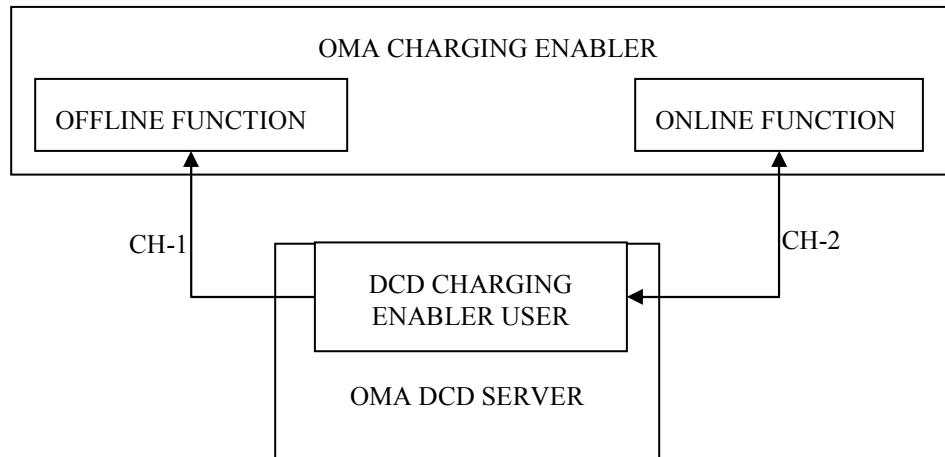 OMA CHARGING ENABLER
OFFLINE FUNCTION
ONLINE FUNCTION
CH-1
CH-2
DCD CHARGING
ENABLER USER
OMA DCD SERVER